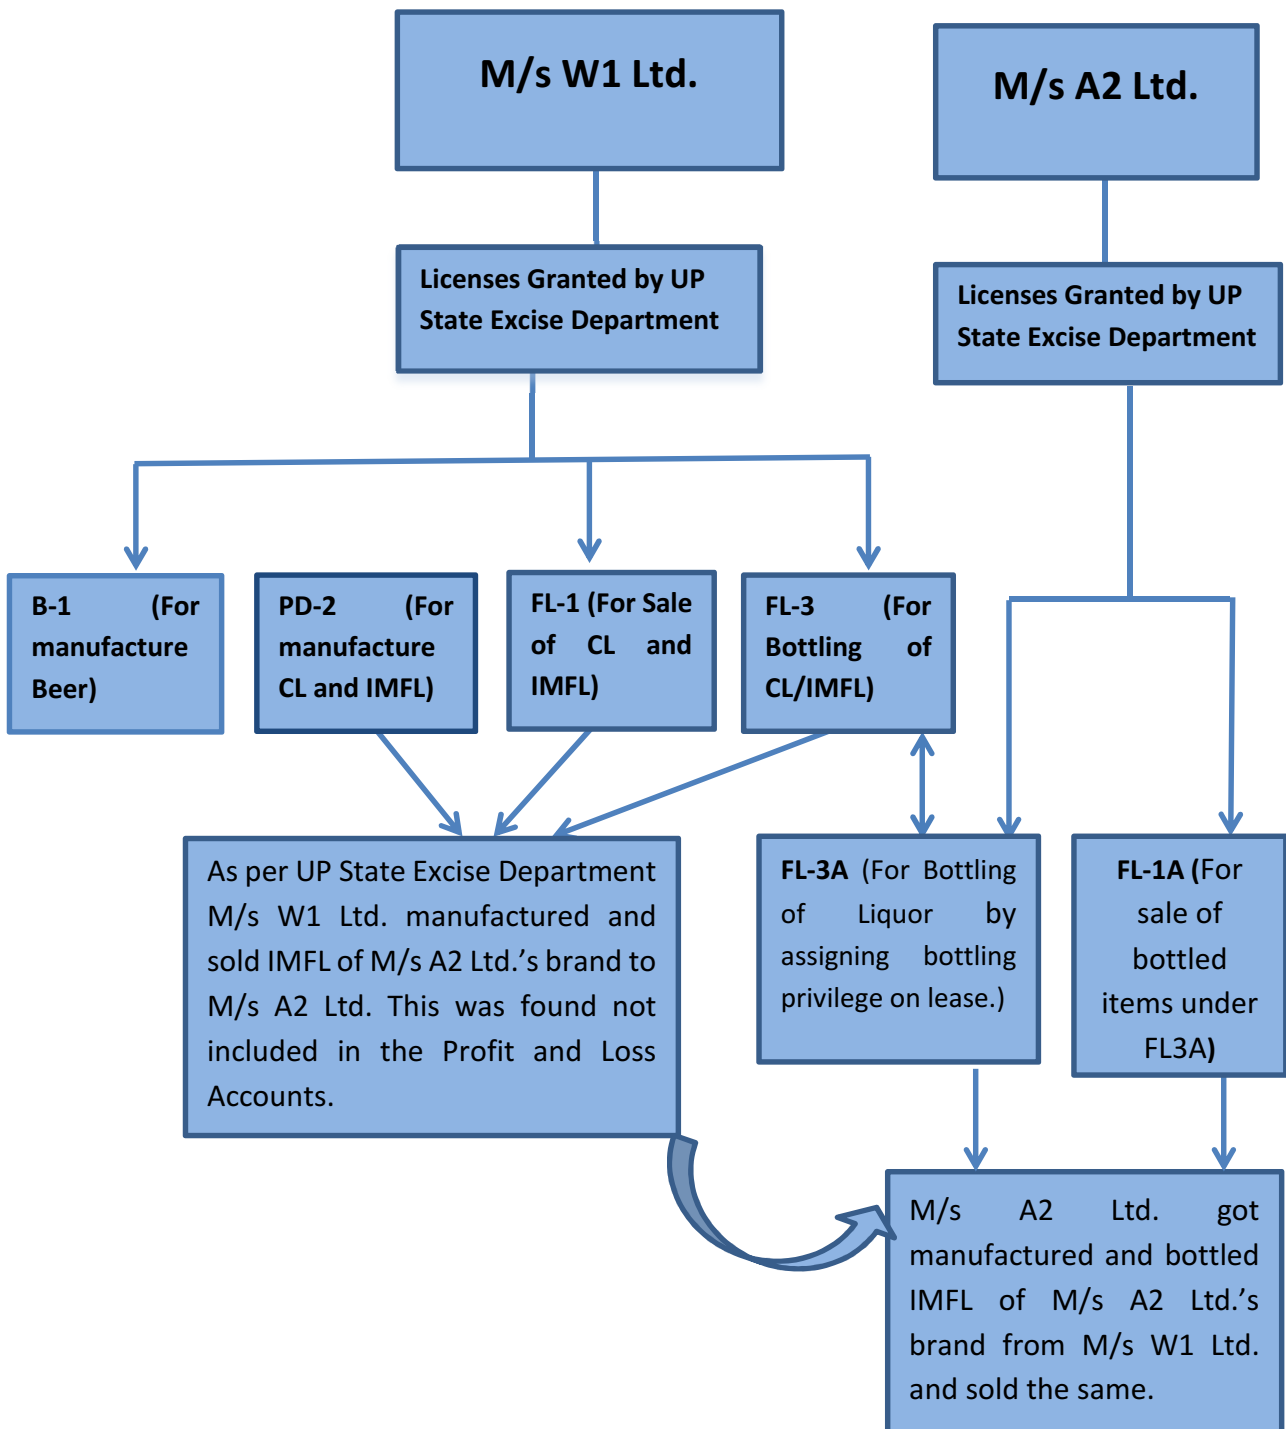 M/s W1 Ltd.
M/s A2 Ltd.
Licenses Granted by UP
State Excise Department
Licenses Granted by UP
State Excise Department
B-1 (For
manufacture
Beer)
PD-2 (For
manufacture
CL and IMFL)
FL-1 (For Sale
of CL and
IMFL)
FL-3 (For
Bottling of
CL/IMFL)
As per UP State Excise Department
M/s W1 Ltd. manufactured and
sold IMFL of M/s A2 Ltd.’s brand to
M/s A2 Ltd. This was found not
included in the Profit and Loss
Accounts.
FL-3A (For Bottling
of Liquor by
assigning bottling
privilege on lease.)
FL-1A (For
sale of
bottled
items under
FL3A)
M/s A2 Ltd. got
manufactured and bottled
IMFL of M/s A2 Ltd.’s
brand from M/s W1 Ltd.
and sold the same.